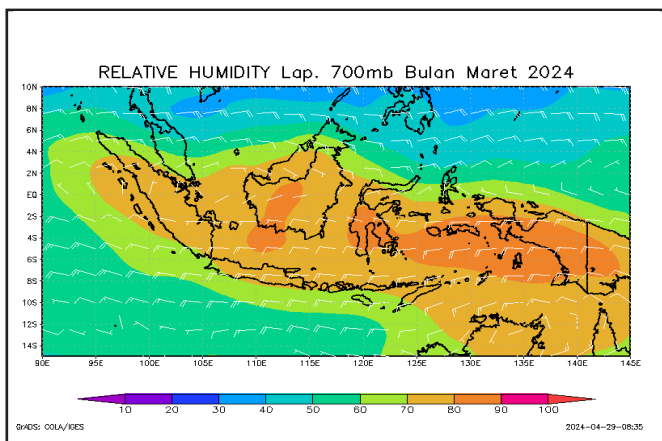 RELATIVE HUMIDITY Lap. 700mb Bulan Maret 2024
10N
8N
6N
4N
2N
EQ
2S
4S
6S
8S
10S
12S
14S
90E 95E 100E 105E 110E 115E 120E 125E 130E 135E 140E 145E
10 20 30 40 50 60 70 80 90 100
GrADS: COLA/IGES 2024-04-29-08:35